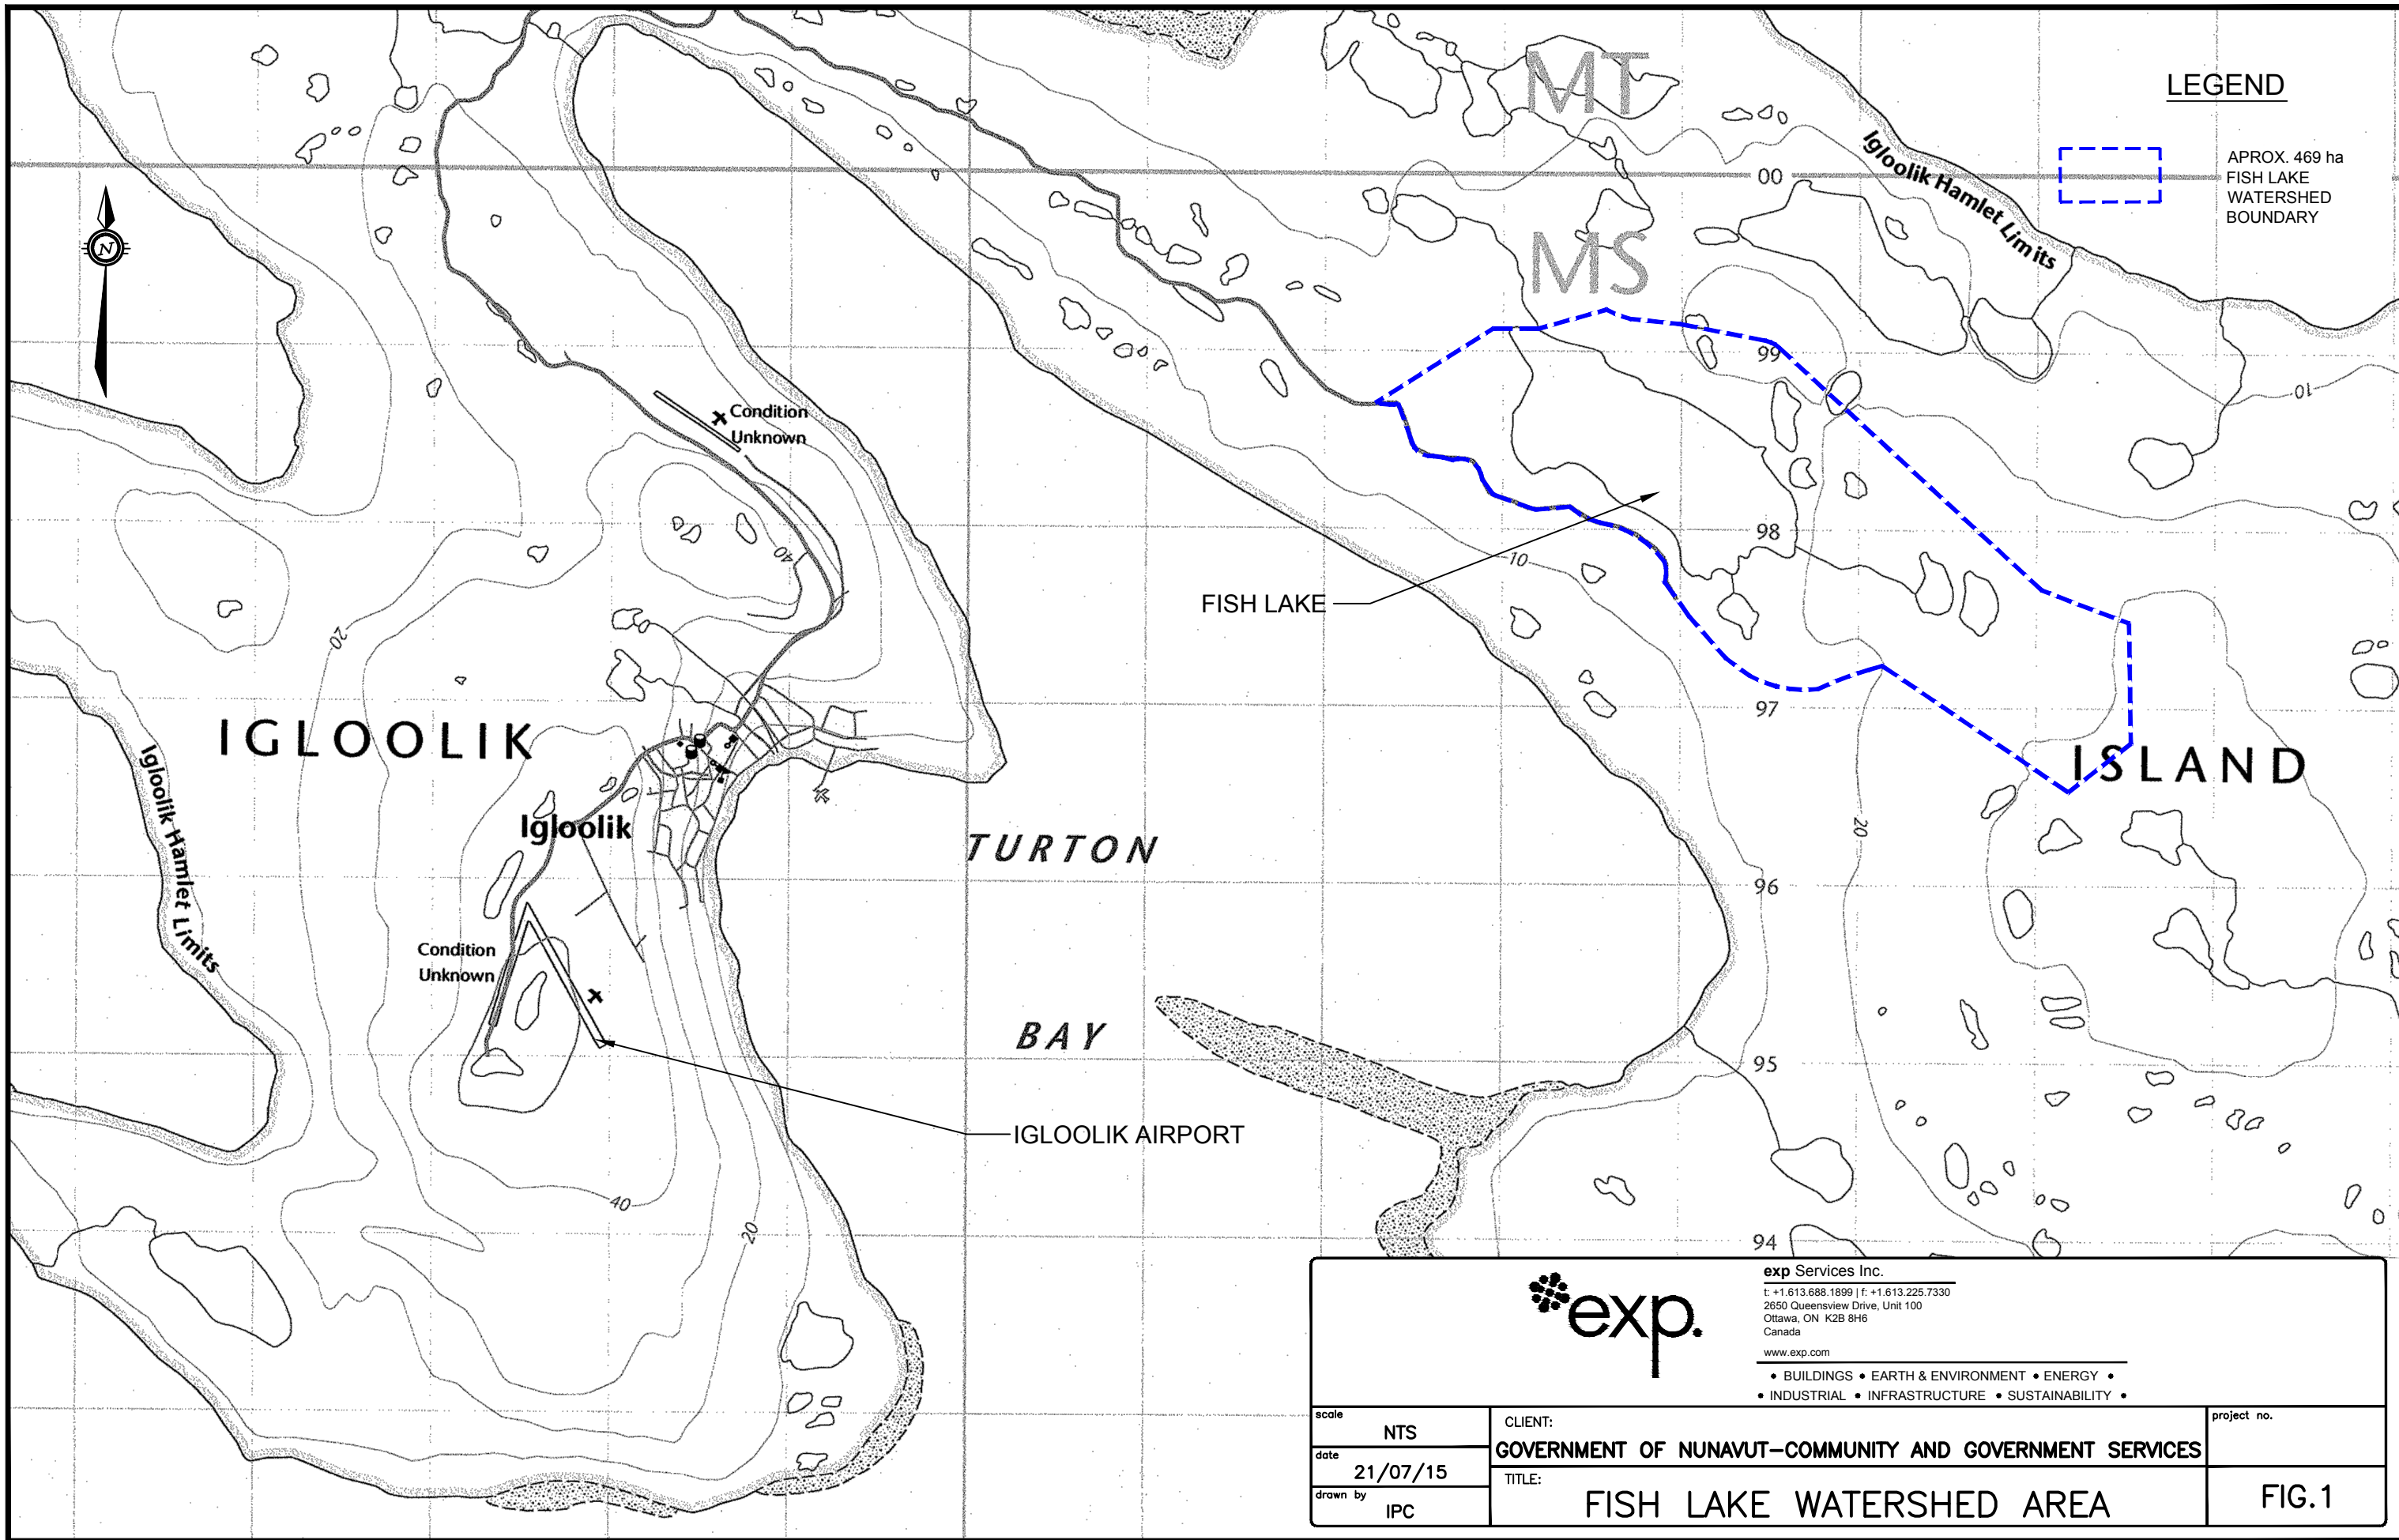 MT
LEGEND
APROX. 469 ha
FISH LAKE
WATERSHED
BOUNDARY
00
Igloolik Hamlet Limits
MS
N
99
10
Condition
Unknown
40
98
10
FISH LAKE
20
97
IGLOOLIK
ISLAND
Igloolik Hamlet Limits
Igloolik
TURTON
20
96
Condition
Unknown
BAY
95
IGLOOLIK AIRPORT
40
20
94
exp.
exp Services Inc.
t: +1.613.688.1899 | f: +1.613.225.7330
2650 Queensview Drive, Unit 100
Ottawa, ON K2B 8H6
Canada
www.exp.com
• BUILDINGS • EARTH & ENVIRONMENT • ENERGY •
• INDUSTRIAL • INFRASTRUCTURE • SUSTAINABILITY •
scale
NTS
date
21/07/15
drawn by
IPC
CLIENT:
GOVERNMENT OF NUNAVUT-COMMUNITY AND GOVERNMENT SERVICES
TITLE:
FISH LAKE WATERSHED AREA
project no.
FIG.1